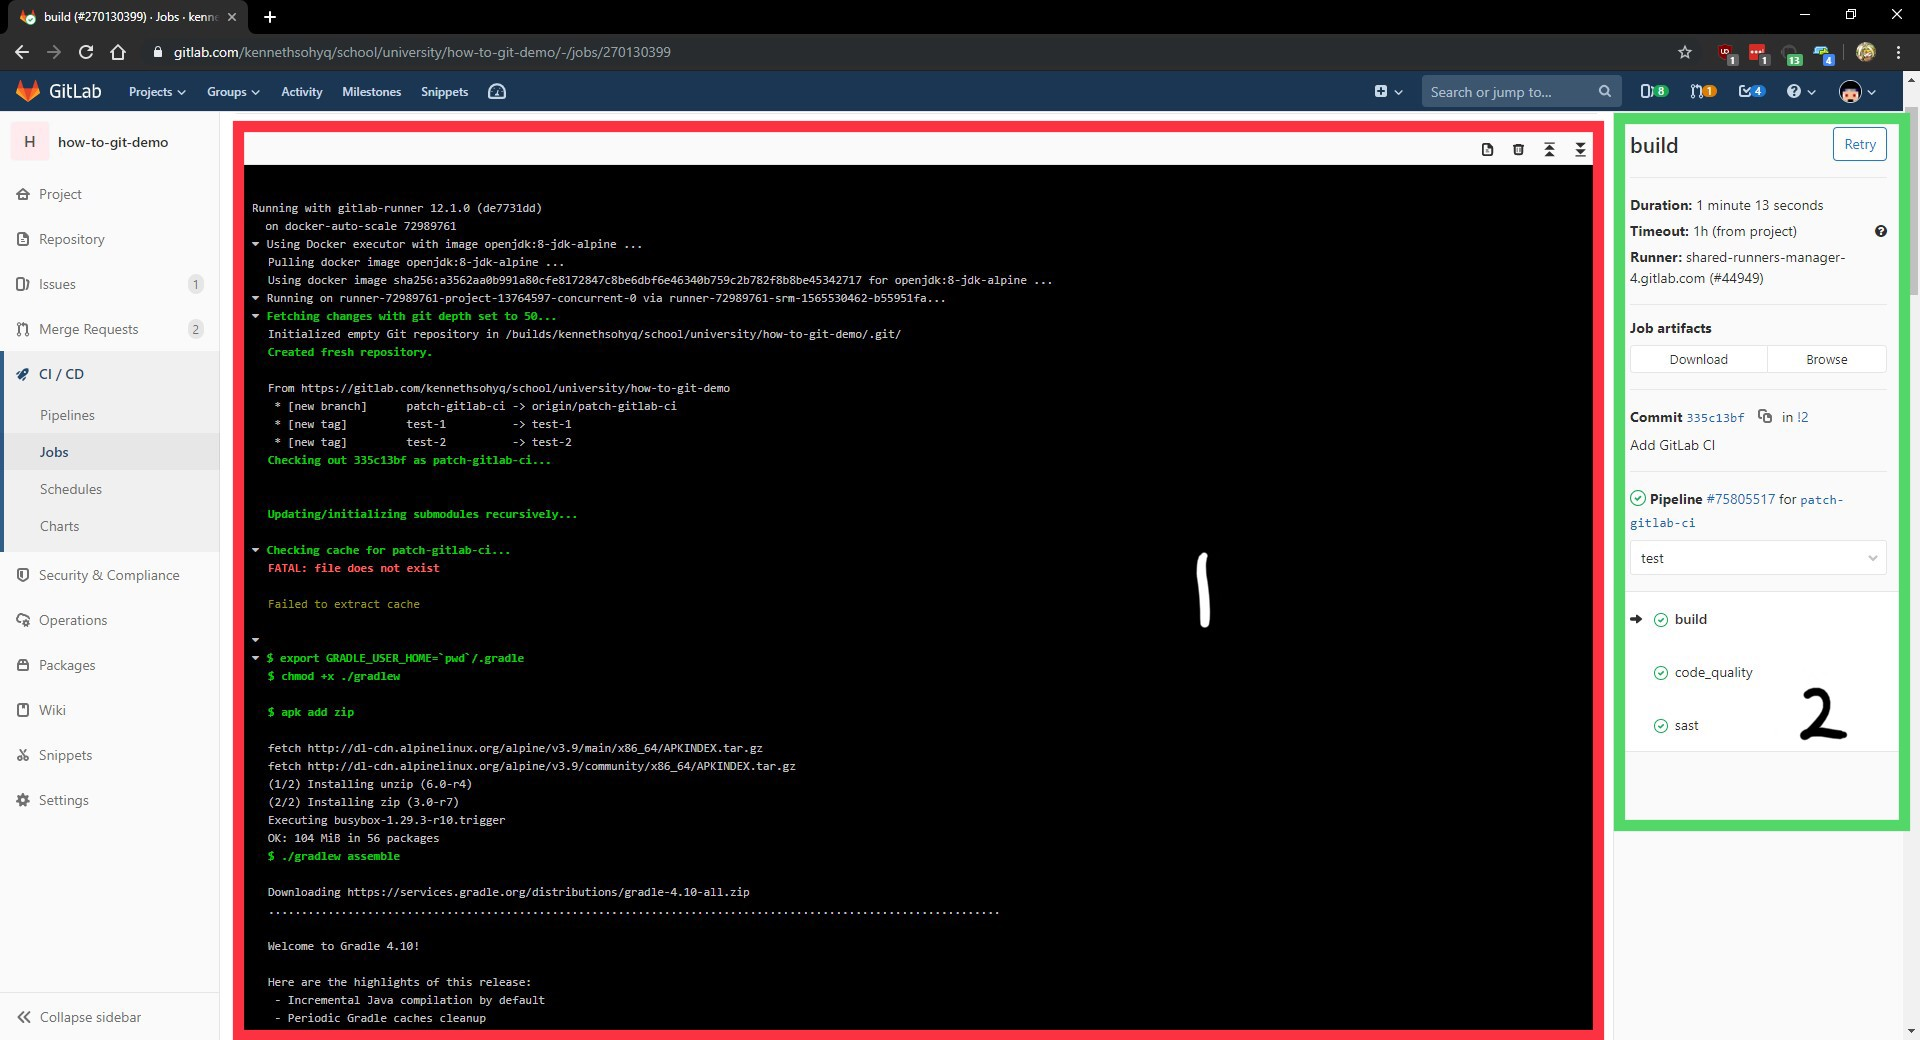 build (#270130399) · Jobs · kenne
gitlab.com/kennethsohyq/school/university/how-to-git-demo/-/jobs/270130399
1
1
13
4
GitLab
Projects
Groups
Activity
Milestones
Snippets
Search or jump to...
8
1
4
H
how-to-git-demo
Project
Repository
Issues 1
Merge Requests 2
CI / CD
Pipelines
Jobs
Schedules
Charts
Security & Compliance
Operations
Packages
Wiki
Snippets
Settings
Collapse sidebar
Running with gitlab-runner 12.1.0 (de7731dd)
on docker-auto-scale 72989761
Using Docker executor with image openjdk:8-jdk-alpine ...
Pulling docker image openjdk:8-jdk-alpine ...
Using docker image sha256:a3562aa0b991a80cfe8172847c8be6dbf6e46340b759c2b782f8b8be45342717 for openjdk:8-jdk-alpine ...
Running on runner-72989761-project-13764597-concurrent-0 via runner-72989761-srm-1565530462-b55951fa...
Fetching changes with git depth set to 50...
Initialized empty Git repository in /builds/kennethsohyq/school/university/how-to-git-demo/.git/
Created fresh repository.
From https://gitlab.com/kennethsohyq/school/university/how-to-git-demo
* [new branch] patch-gitlab-ci -> origin/patch-gitlab-ci
* [new tag] test-1 -> test-1
* [new tag] test-2 -> test-2
Checking out 335c13bf as patch-gitlab-ci...
Updating/initializing submodules recursively...
Checking cache for patch-gitlab-ci...
FATAL: file does not exist
Failed to extract cache
$ export GRADLE_USER_HOME=`pwd`/.gradle
$ chmod +x ./gradlew
$ apk add zip
fetch http://dl-cdn.alpinelinux.org/alpine/v3.9/main/x86_64/APKINDEX.tar.gz
fetch http://dl-cdn.alpinelinux.org/alpine/v3.9/community/x86_64/APKINDEX.tar.gz
(1/2) Installing unzip (6.0-r4)
(2/2) Installing zip (3.0-r7)
Executing busybox-1.29.3-r10.trigger
OK: 104 MiB in 56 packages
$ ./gradlew assemble
Downloading https://services.gradle.org/distributions/gradle-4.10-all.zip
...............................................................................................................
Welcome to Gradle 4.10!
Here are the highlights of this release:
- Incremental Java compilation by default
- Periodic Gradle caches cleanup
1
build
Retry
Duration: 1 minute 13 seconds
Timeout: 1h (from project)
Runner: shared-runners-manager-
4.gitlab.com (#44949)
Job artifacts
Download Browse
Commit 335c13bf in !2
Add GitLab CI
Pipeline #75805517 for patch-
gitlab-ci
test
build
code_quality
sast
2